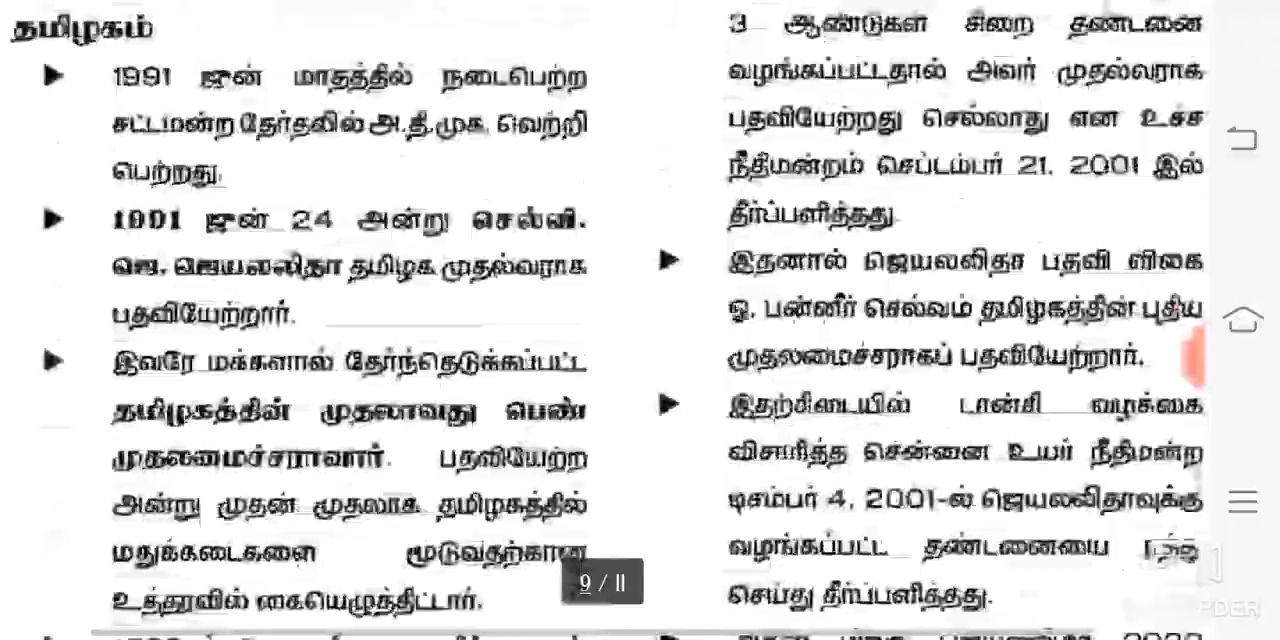 தமிழகம்
1991 ஜுன் மாதத்தில் நடைபெற்ற
சட்டமன்ற தேர்தலில் அ.தி.முக. வெற்றி
பெற்றது.
1991 ஜுன் 24 அன்று செல்வி.
ஜெ. ஜெயலலிதா தமிழக முதல்வராக
பதவியேற்றார்.
இவரே மக்களால் தேர்ந்தெடுக்கப்பட்ட
தமிழகத்தின் முதலாவது பெண்
முதலமைச்சராவார். பதவியேற்ற
அன்று முதன் முதலாக தமிழகத்தில்
மதுக்கடைகளை மூடுவதற்கான
உத்தரவில் கையெழுத்திட்டார்.
3 ஆண்டுகள் சிறை தண்டனை
வழங்கப்பட்டதால் அவர் முதல்வராக
பதவியேற்றது செல்லாது என உச்ச
நீதிமன்றம் செப்டம்பர் 21, 2001 இல்
தீர்ப்பளித்தது.
இதனால் ஜெயலலிதா பதவி விலக
ஓ. பன்னீர் செல்வம் தமிழகத்தின் புதிய
முதலமைச்சராகப் பதவியேற்றார்.
இதற்கிடையில் டான்சி வழக்கை
விசாரித்த சென்னை உயர் நீதிமன்ற
டிசம்பர் 4, 2001-ல் ஜெயலலிதாவுக்கு
வழங்கப்பட்ட தண்டனையை ரத்து
செய்து தீர்ப்பளித்தது.
9 / 11